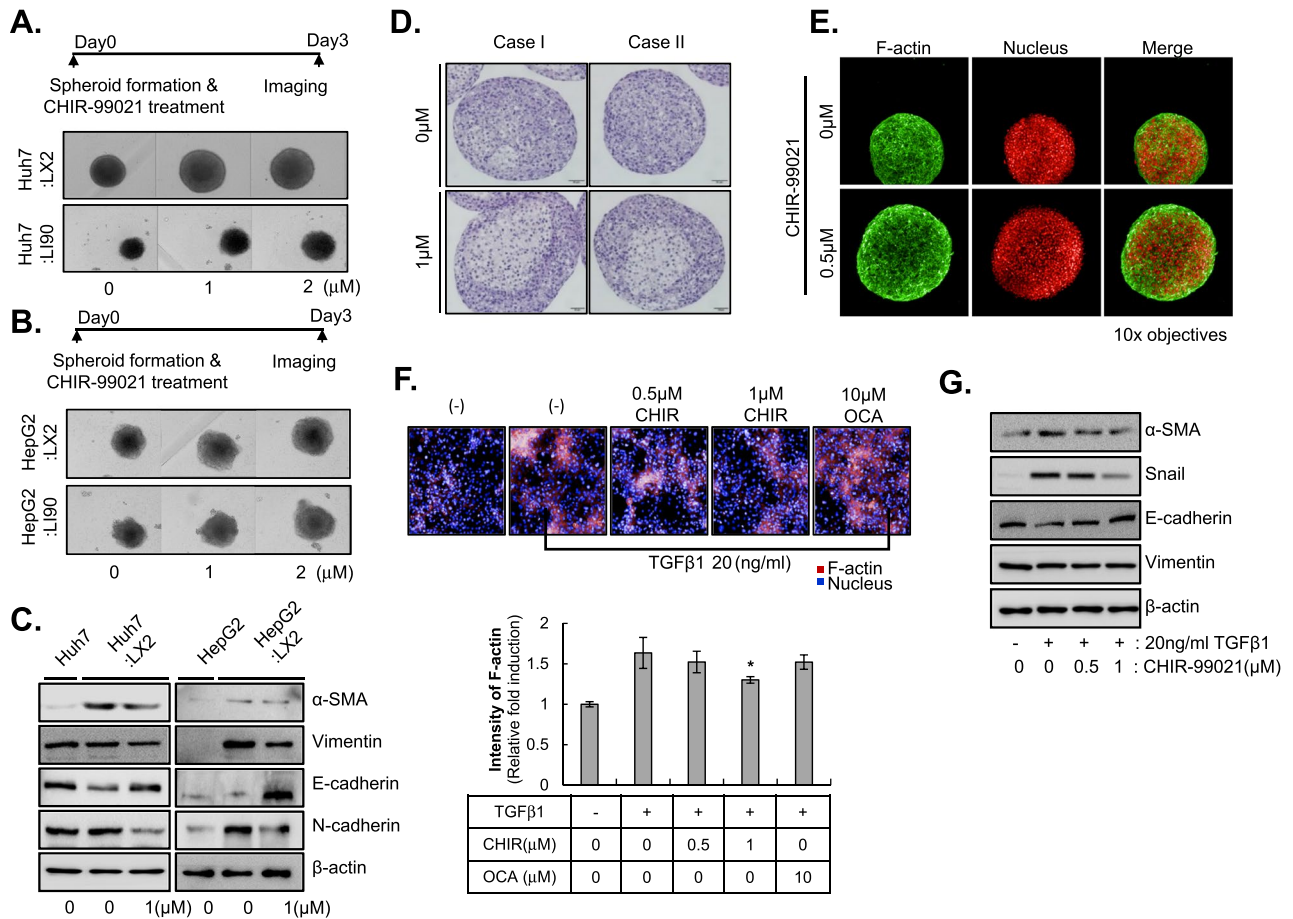 A.
Day0
Day3
Spheroid formation &
CHIR-99021 treatment
Imaging
Huh7
:LX2
Huh7
:LI90
0 1 2 (μM)
B.
Day0
Day3
Spheroid formation &
CHIR-99021 treatment
Imaging
HepG2
:LX2
HepG2
:LI90
0 1 2 (μM)
C.
Huh7
Huh7
:LX2
HepG2
HepG2
:LX2
α-SMA
Vimentin
E-cadherin
N-cadherin
β-actin
0 0 1(μM) 0 0 1(μM)
D.
Case I Case II
0μM
1μM
E.
F-actin Nucleus Merge
CHIR-99021
0μM
0.5μM
10x objectives
F.
(-) (-) 0.5μM CHIR 1μM CHIR 10μM OCA
TGFβ1 20 (ng/ml)
F-actin
Nucleus
Intensity of F-actin
(Relative fold induction)
2
1.5
1
0.5
0
*
TGFβ1 - + + + +
CHIR(μM) 0 0 0.5 1 0
OCA (μM) 0 0 0 0 10
G.
α-SMA
Snail
E-cadherin
Vimentin
β-actin
- + + + : 20ng/ml TGFβ1
0 0 0.5 1 : CHIR-99021(μM)